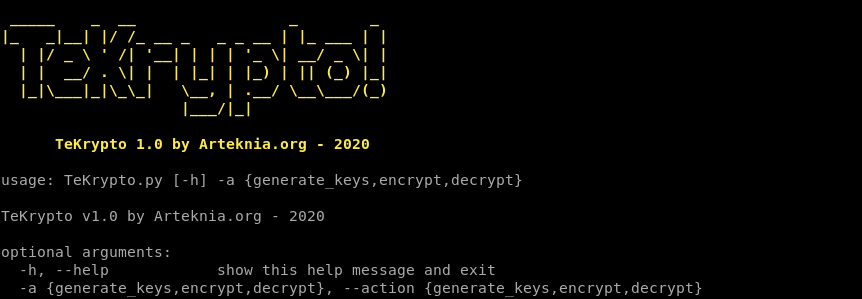 TeKrypto!
TeKrypto 1.0 by Arteknia.org - 2020
usage: TeKrypto.py [-h] -a {generate_keys,encrypt,decrypt}
TeKrypto v1.0 by Arteknia.org - 2020
optional arguments:
-h, --help            show this help message and exit
-a {generate_keys,encrypt,decrypt}, --action {generate_keys,encrypt,decrypt}